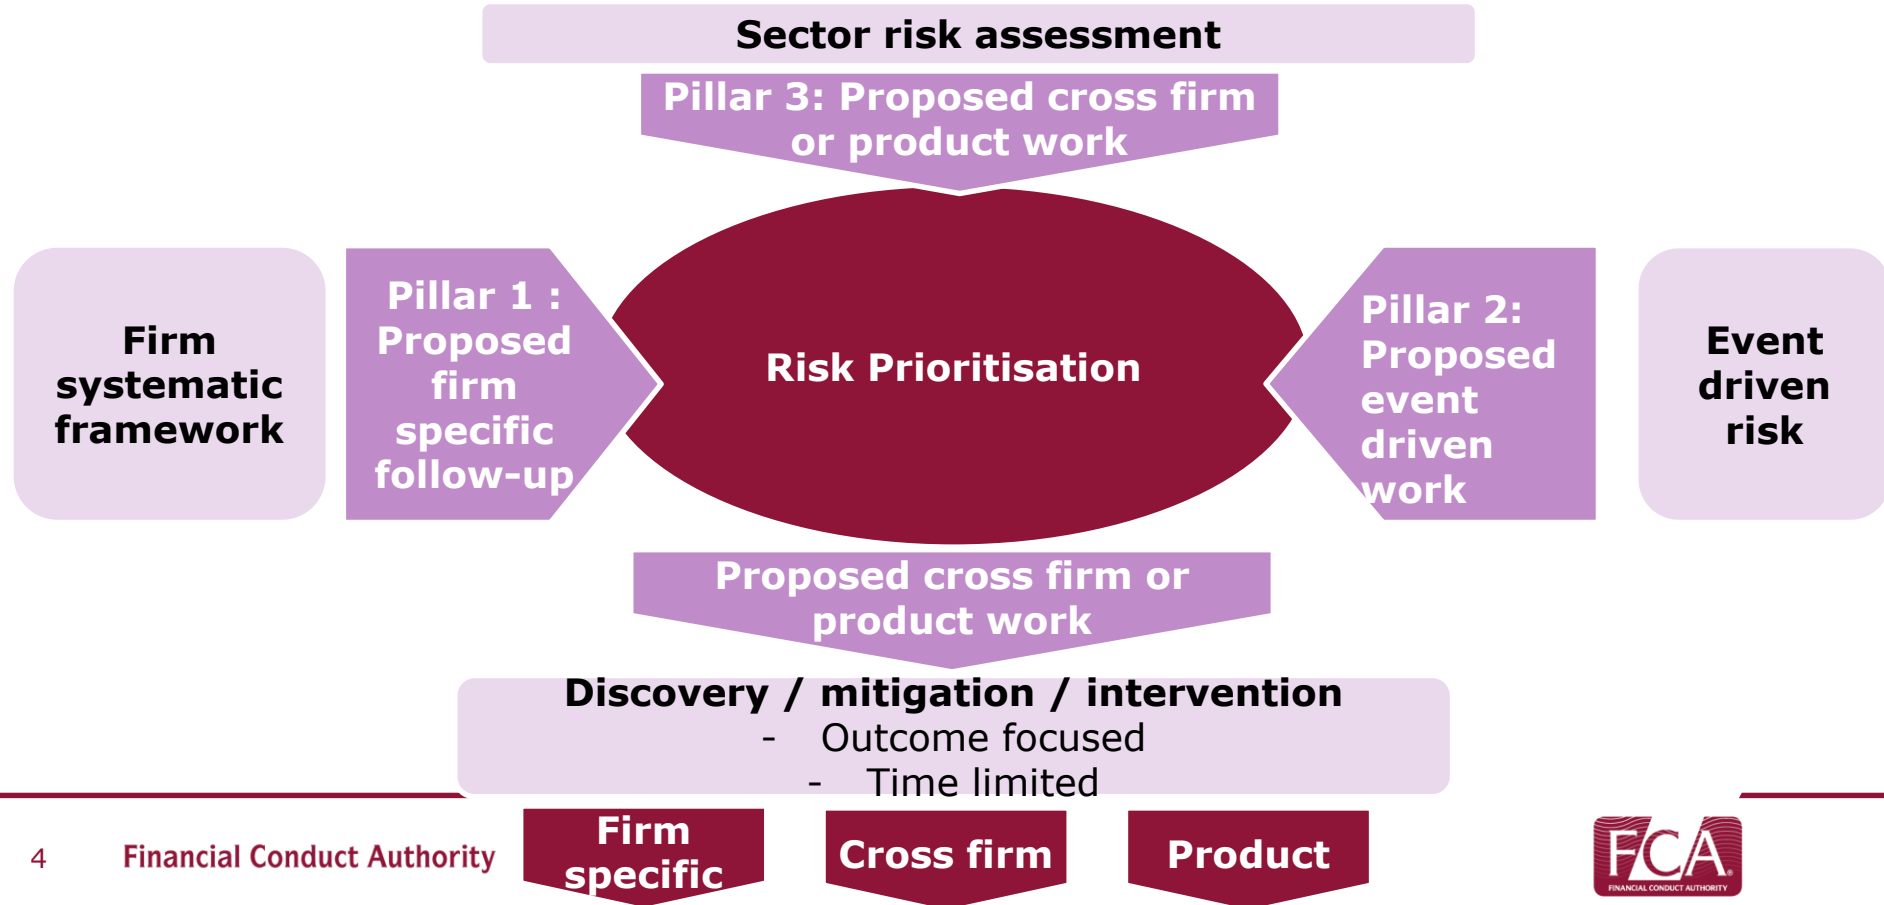 Sector risk assessment
Pillar 3: Proposed cross firm
or product work
Firm
systematic
framework
Pillar 1 :
Proposed
firm
specific
follow-up
Risk Prioritisation
Pillar 2:
Proposed
event
driven
work
Event
driven
risk
Proposed cross firm or
product work
Discovery / mitigation / intervention
- Outcome focused
- Time limited
Firm
specific
Cross firm
Product
4
Financial Conduct Authority
FCA®
FINANCIAL CONDUCT AUTHORITY